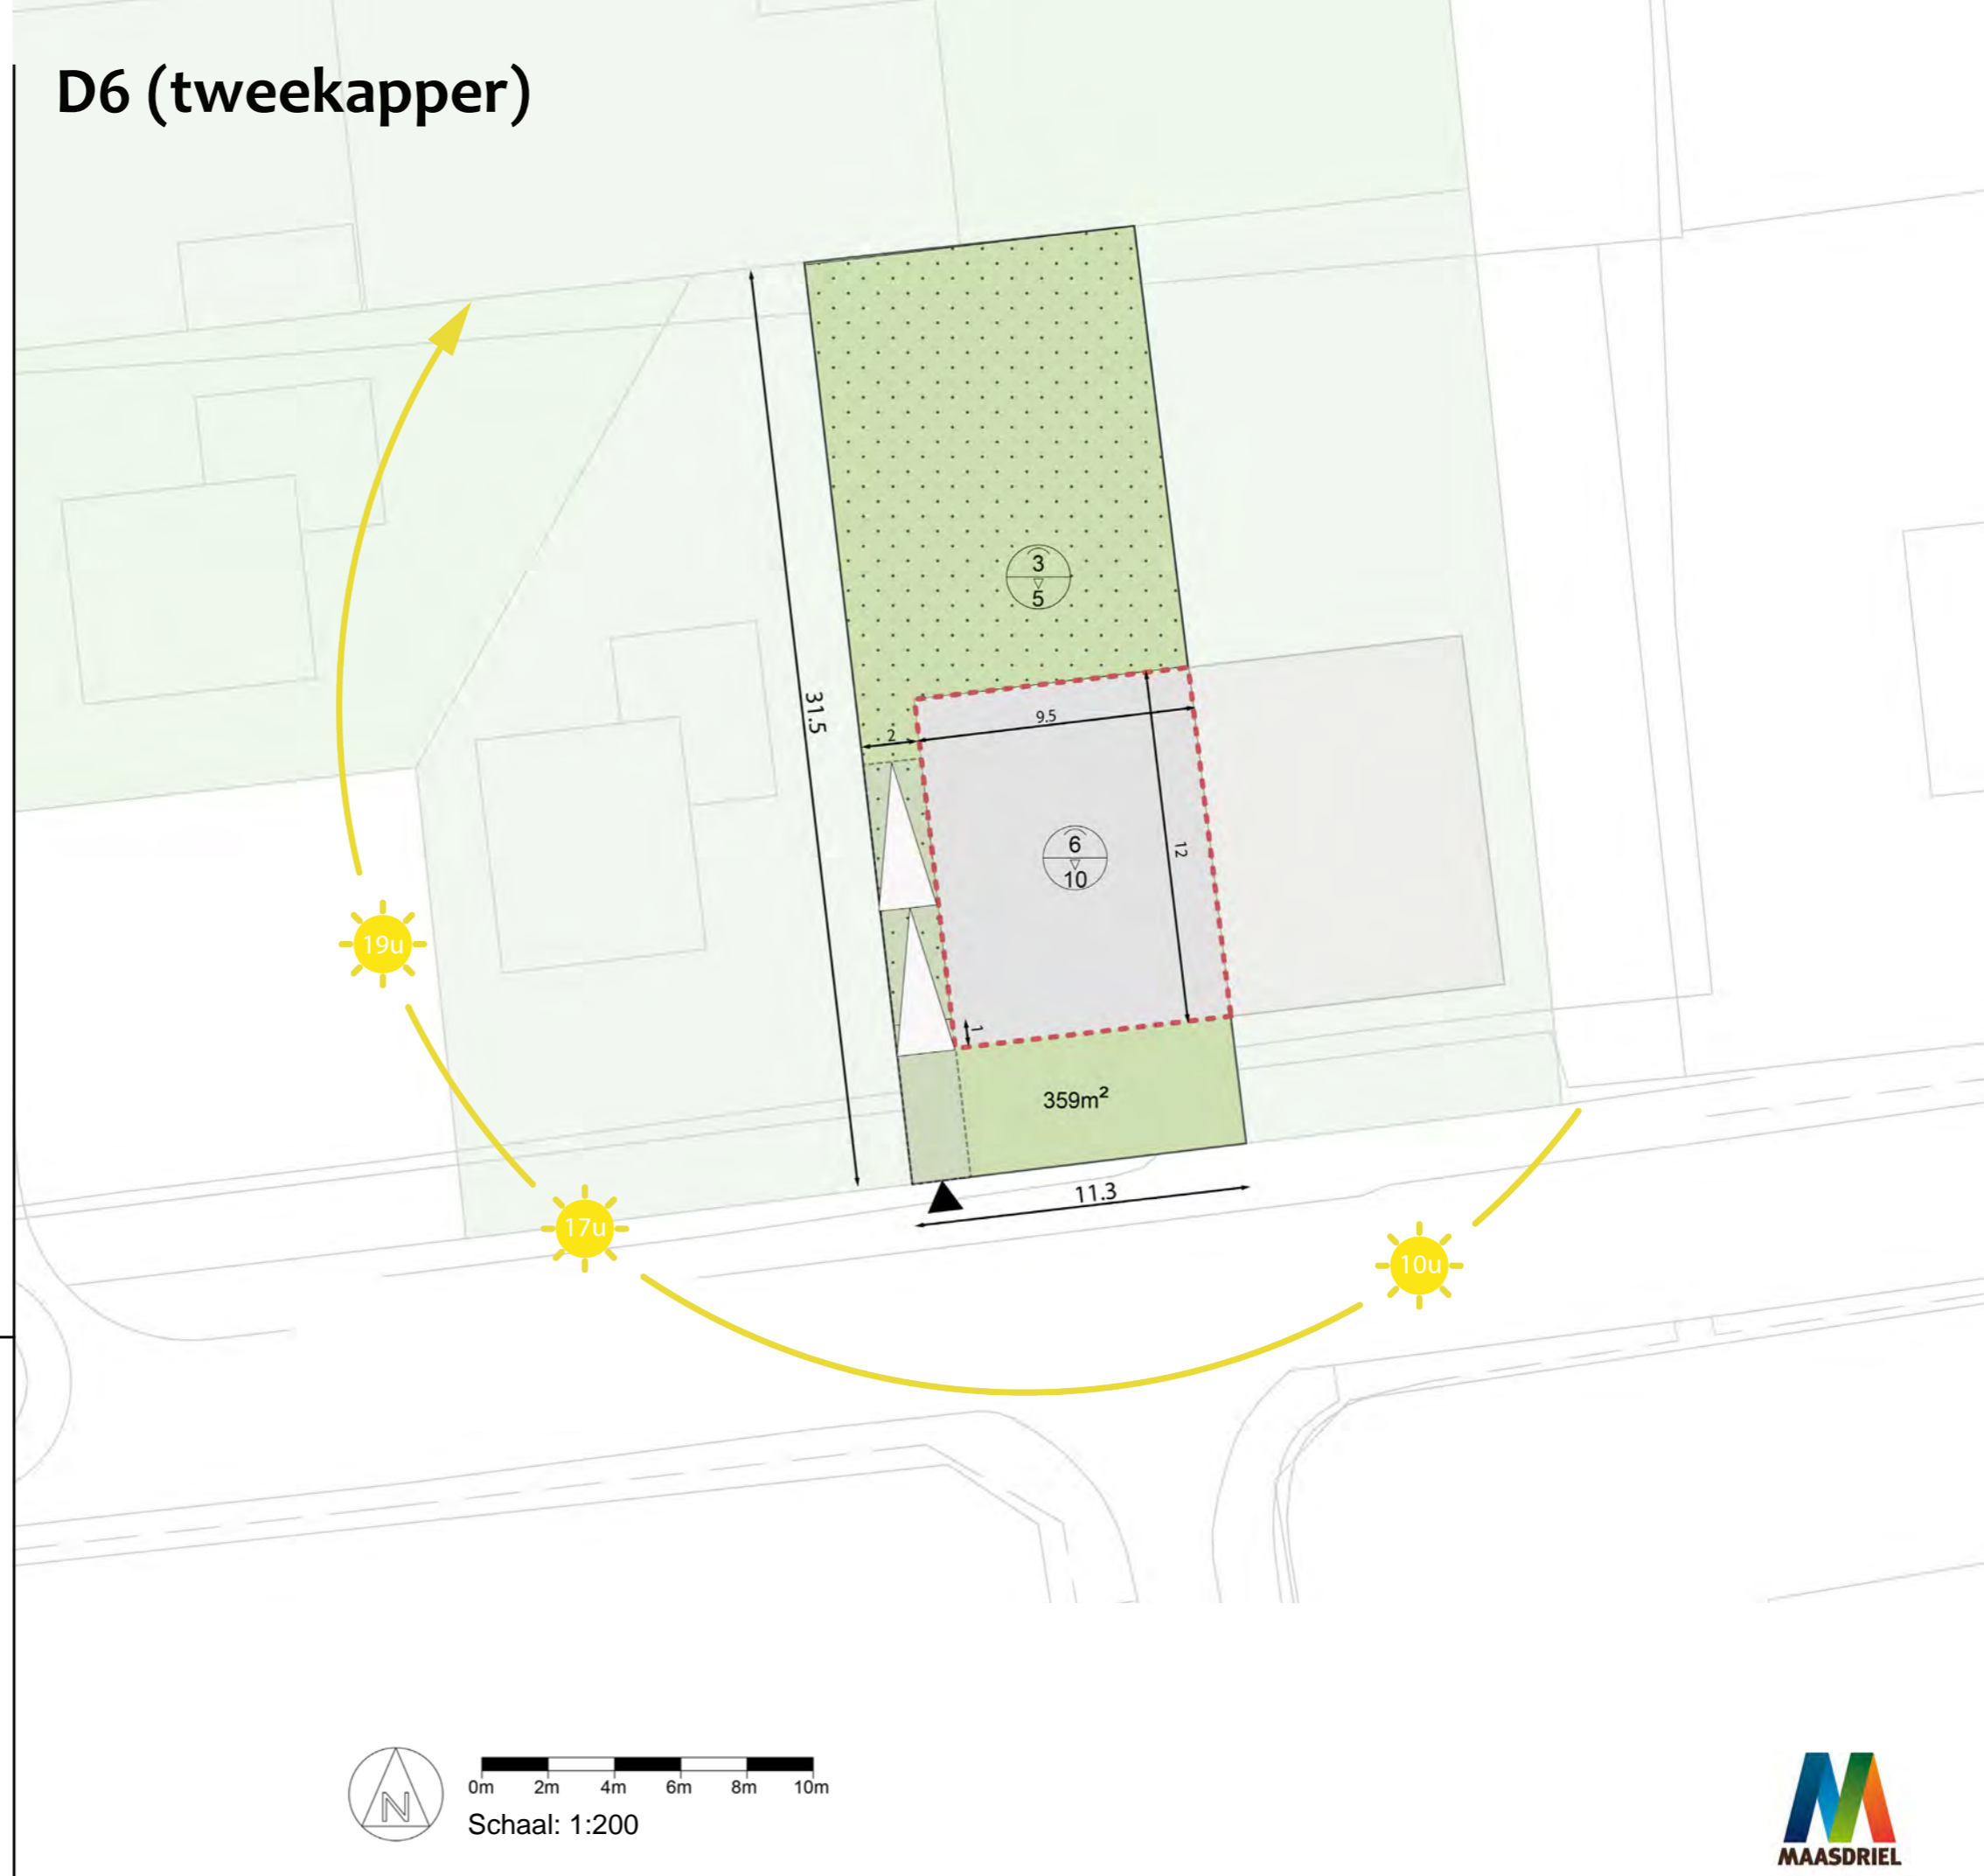 D6 (tweekapper)
3
5
31.5
2
9.5
6
10
12
1
19u
359m²
11.3
17u
10u
N
0m 2m 4m 6m 8m 10m
Schaal: 1:200
MAASDRIEL